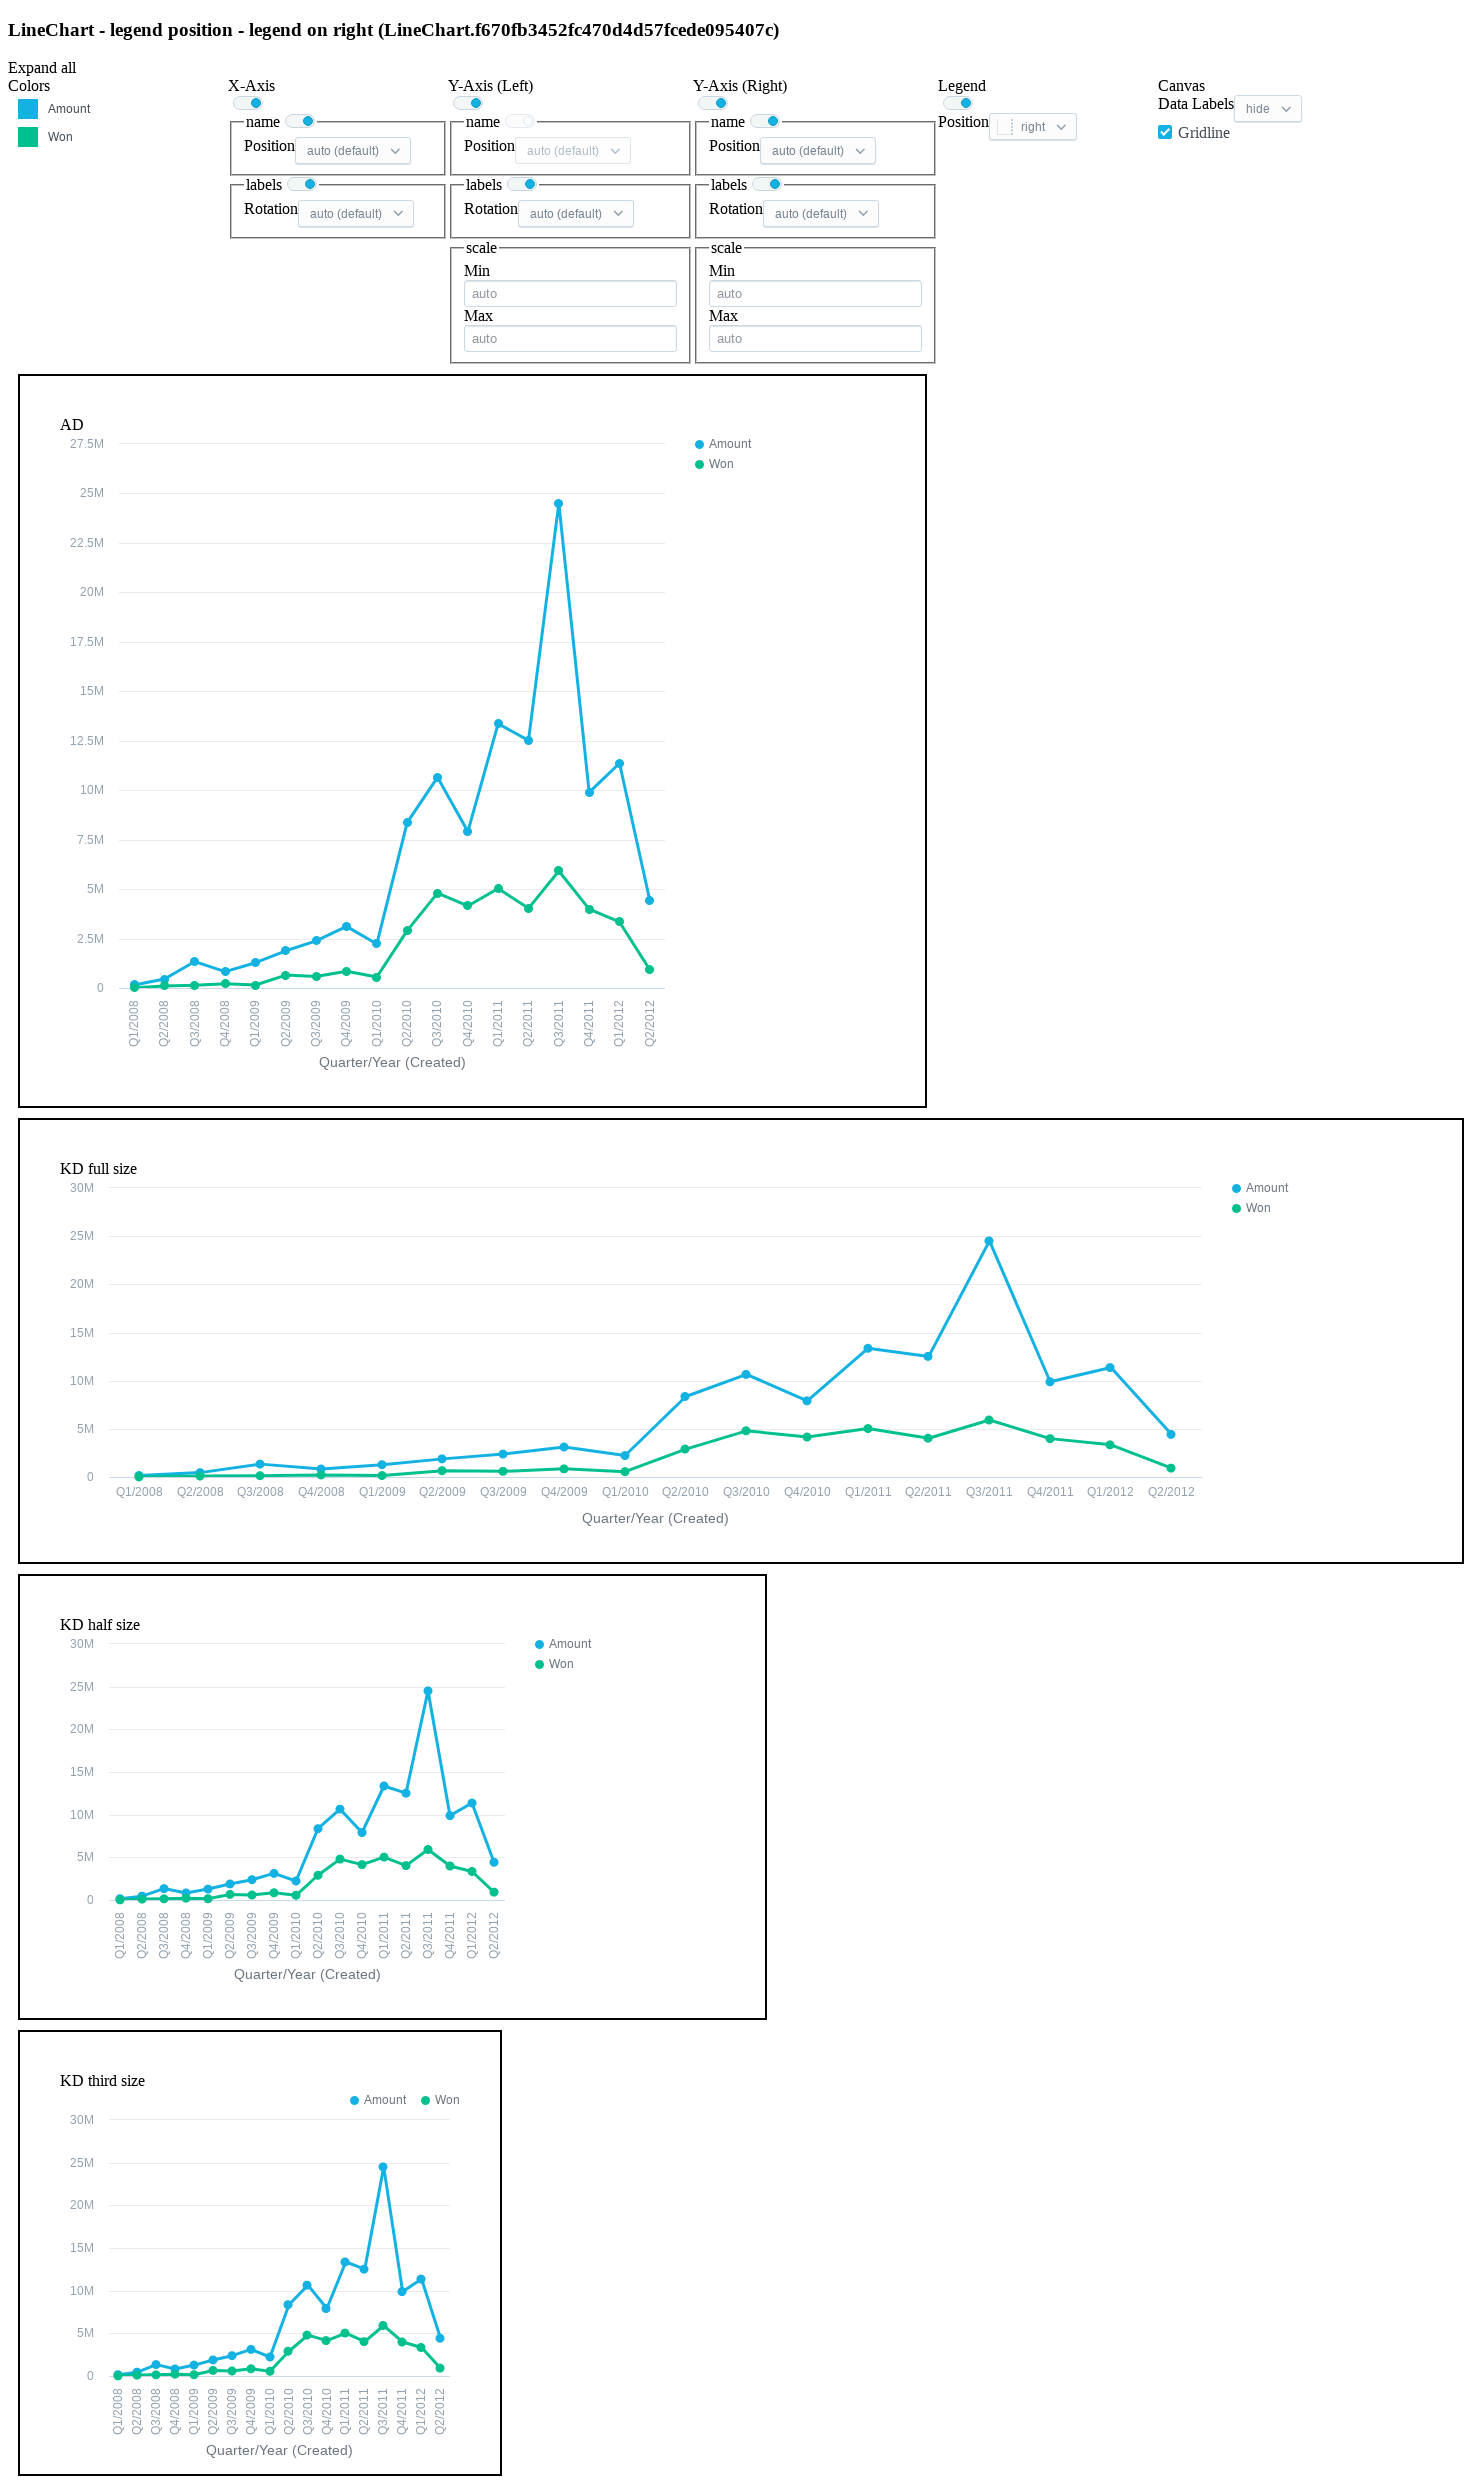 LineChart - legend position - legend on right (LineChart.f670fb3452fc470d4d57fcede095407c)
Expand all
Colors
Amount
Won
X-Axis
name
Position auto (default)
labels
Rotation auto (default)
Y-Axis (Left)
name
Position auto (default)
labels
Rotation auto (default)
scale
Min
auto
Max
auto
Y-Axis (Right)
name
Position auto (default)
labels
Rotation auto (default)
scale
Min
auto
Max
auto
Legend
Position right
Canvas
Data Labels hide
Gridline
AD
27.5M
25M
22.5M
20M
17.5M
15M
12.5M
10M
7.5M
5M
2.5M
0
Q1/2008 Q2/2008 Q3/2008 Q4/2008 Q1/2009 Q2/2009 Q3/2009 Q4/2009 Q1/2010 Q2/2010 Q3/2010 Q4/2010 Q1/2011 Q2/2011 Q3/2011 Q4/2011 Q1/2012 Q2/2012
Quarter/Year (Created)
Amount
Won
KD full size
30M
25M
20M
15M
10M
5M
0
Q1/2008 Q2/2008 Q3/2008 Q4/2008 Q1/2009 Q2/2009 Q3/2009 Q4/2009 Q1/2010 Q2/2010 Q3/2010 Q4/2010 Q1/2011 Q2/2011 Q3/2011 Q4/2011 Q1/2012 Q2/2012
Quarter/Year (Created)
Amount
Won
KD half size
30M
25M
20M
15M
10M
5M
0
Q1/2008 Q2/2008 Q3/2008 Q4/2008 Q1/2009 Q2/2009 Q3/2009 Q4/2009 Q1/2010 Q2/2010 Q3/2010 Q4/2010 Q1/2011 Q2/2011 Q3/2011 Q4/2011 Q1/2012 Q2/2012
Quarter/Year (Created)
Amount
Won
KD third size
Amount Won
30M
25M
20M
15M
10M
5M
0
Q1/2008 Q2/2008 Q3/2008 Q4/2008 Q1/2009 Q2/2009 Q3/2009 Q4/2009 Q1/2010 Q2/2010 Q3/2010 Q4/2010 Q1/2011 Q2/2011 Q3/2011 Q4/2011 Q1/2012 Q2/2012
Quarter/Year (Created)